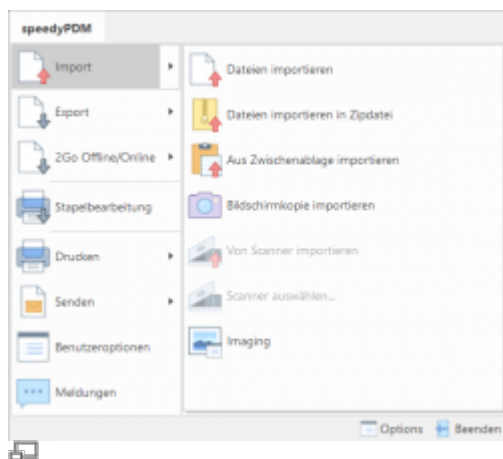 speedyPDM
Import
Export
2Go Offline/Online
Stapelbearbeitung
Drucken
Senden
Benutzeroptionen
Meldungen
Dateien importieren
Dateien importieren in Zipdatei
Aus Zwischenablage importieren
Bildschirmkopie importieren
Von Scanner importieren
Scanner auswählen...
Imaging
Options
Beenden